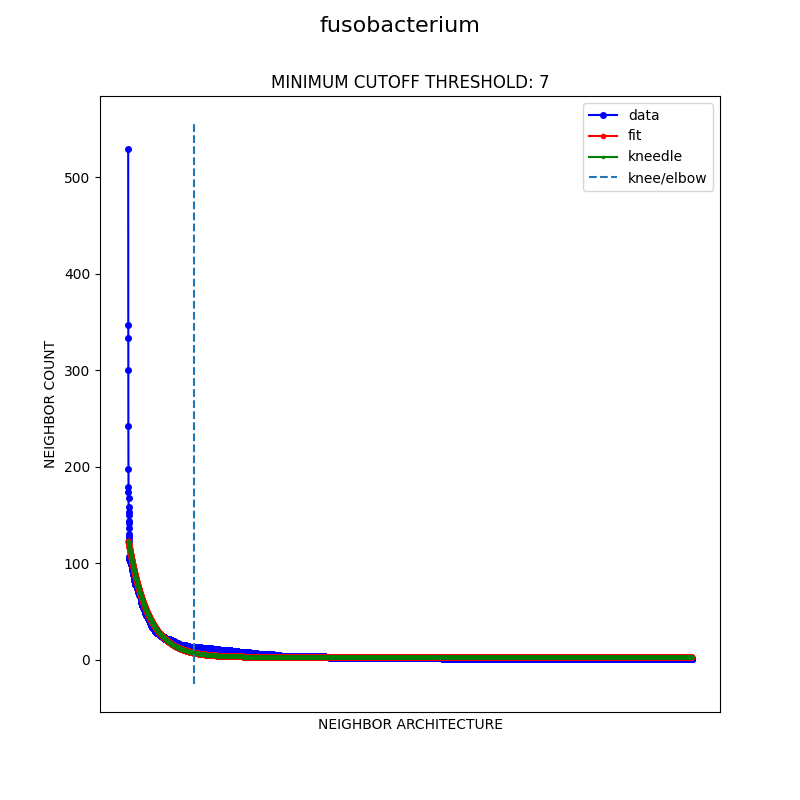 fusobacterium
MINIMUM CUTOFF THRESHOLD: 7
data
fit
kneedle
knee/elbow
NEIGHBOR COUNT
500
400
300
200
100
0
NEIGHBOR ARCHITECTURE